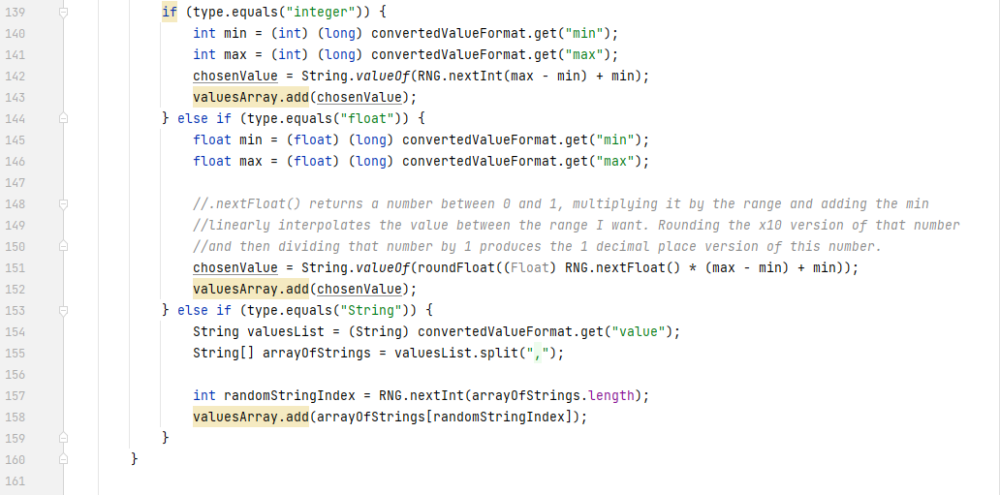 139 if (type.equals("integer")) {
140 int min = (int) (long) convertedValueFormat.get("min");
141 int max = (int) (long) convertedValueFormat.get("max");
142 chosenValue = String.valueOf(RNG.nextInt(max - min) + min);
143 valuesArray.add(chosenValue);
144 } else if (type.equals("float")) {
145 float min = (float) (long) convertedValueFormat.get("min");
146 float max = (float) (long) convertedValueFormat.get("max");
147
148 //.nextFloat() returns a number between 0 and 1, multiplying it by the range and adding the min
149 //linearly interpolates the value between the range I want. Rounding the x10 version of that number
150 //and then dividing that number by 1 produces the 1 decimal place version of this number.
151 chosenValue = String.valueOf(roundFloat((Float) RNG.nextFloat() * (max - min) + min));
152 valuesArray.add(chosenValue);
153 } else if (type.equals("String")) {
154 String valuesList = (String) convertedValueFormat.get("value");
155 String[] arrayOfStrings = valuesList.split(",");
156
157 int randomStringIndex = RNG.nextInt(arrayOfStrings.length);
158 valuesArray.add(arrayOfStrings[randomStringIndex]);
159 }
160 }
161